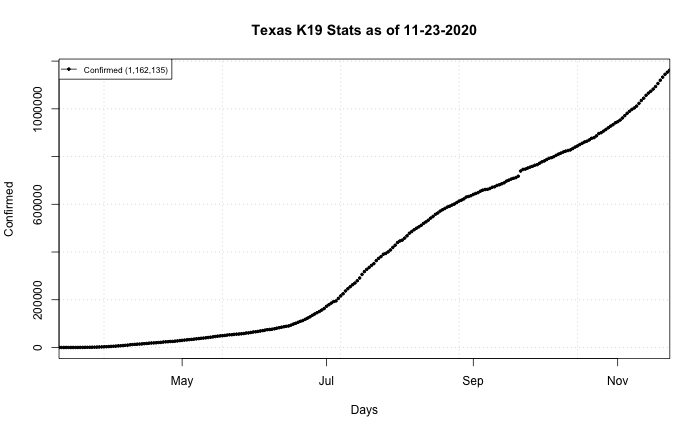 Texas K19 Stats as of 11-23-2020
Confirmed (1,162,135)
1000000
600000
200000
0
Confirmed
May
Jul
Sep
Nov
Days